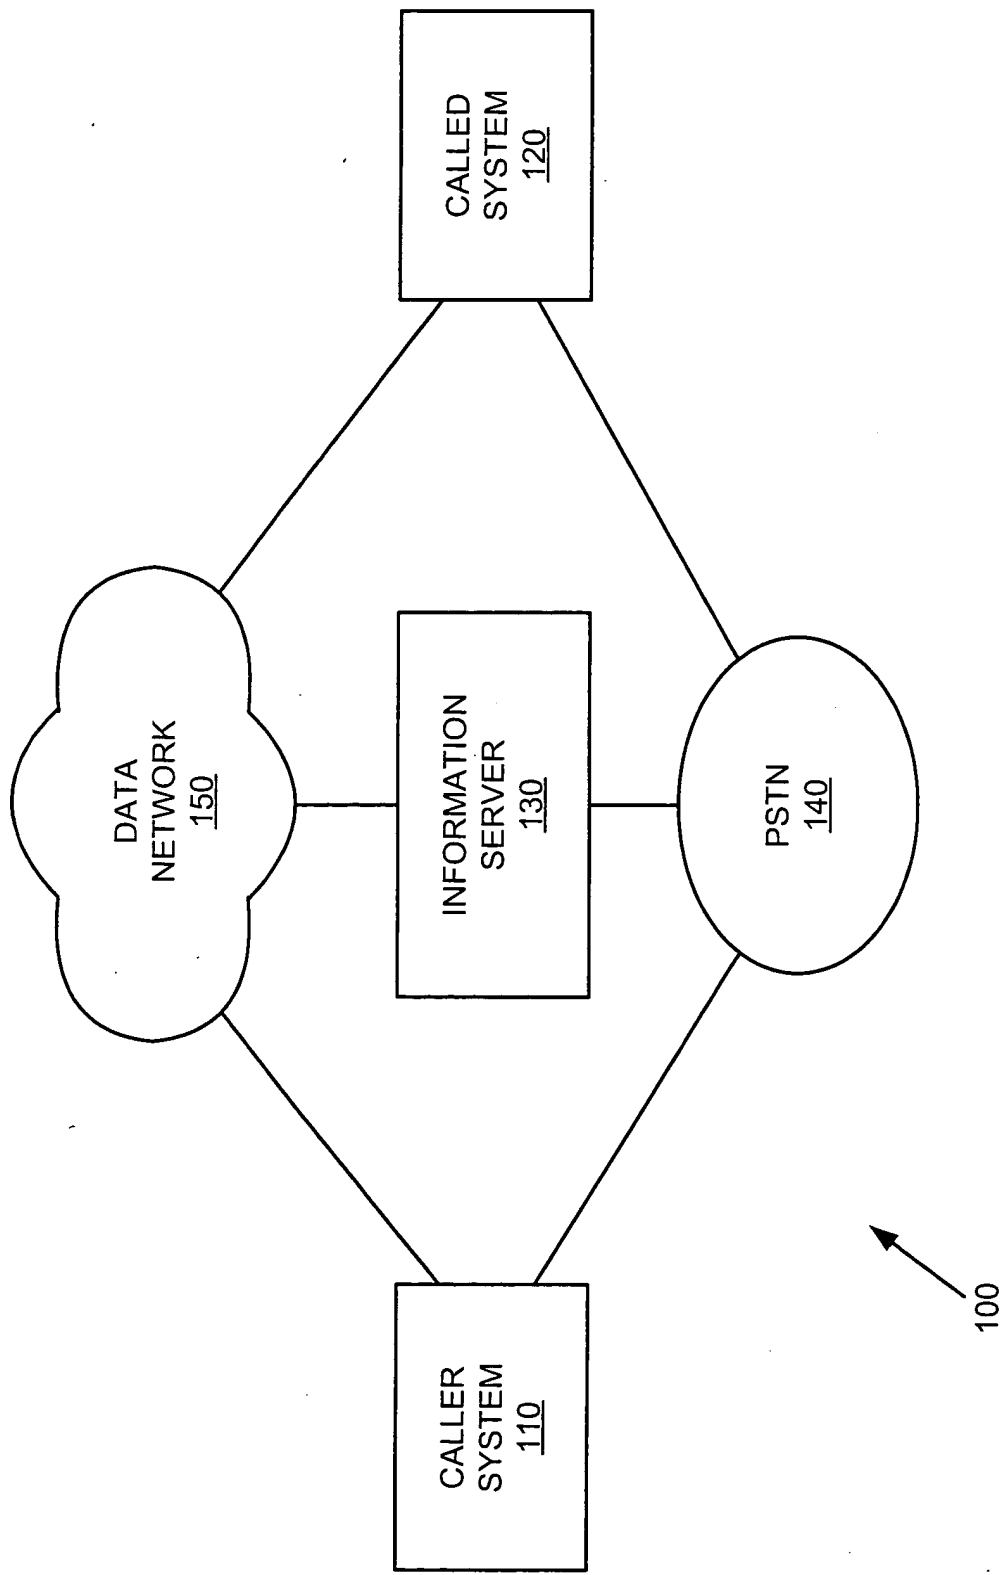 DATA
NETWORK
150
CALLER
SYSTEM
110
INFORMATION
SERVER
130
CALLED
SYSTEM
120
PSTN
140
100